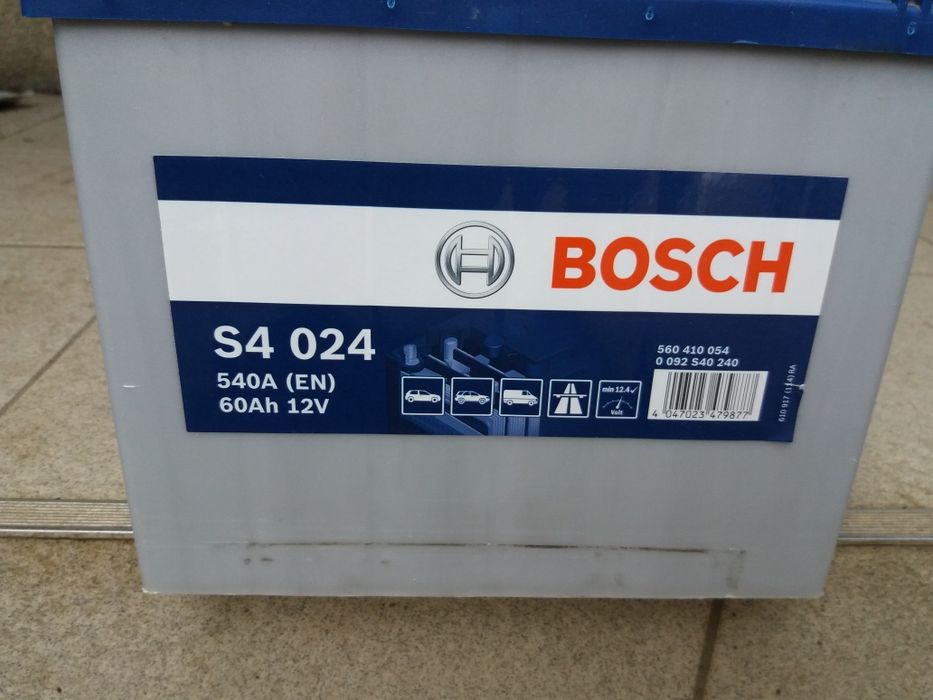 BOSCH
S4 024
540A (EN)
60Ah 12V
min 12.4✓
Volt
560 410 054
0 092 S40 240
4 047023 479877